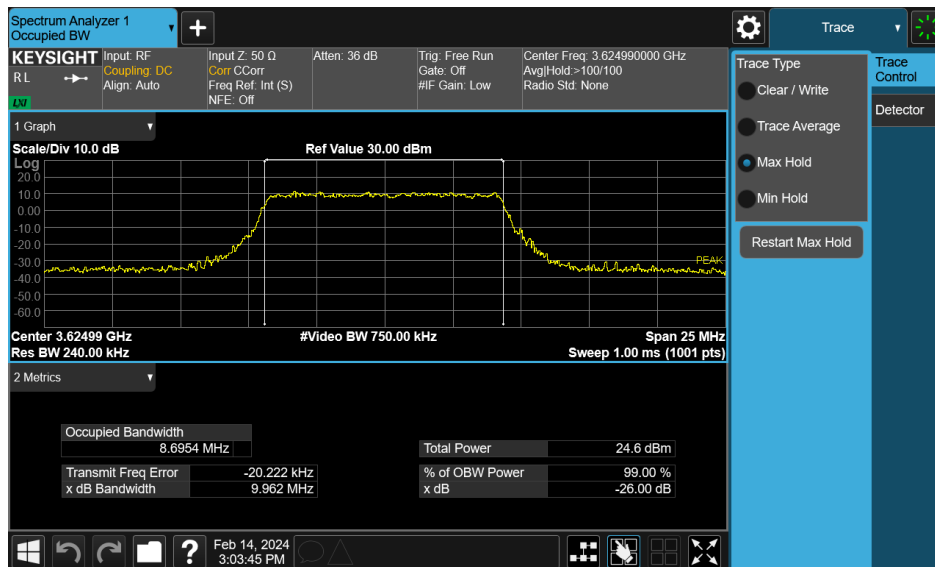 Spectrum Analyzer 1
Occupied BW
+
Trace
KEYSIGHT
R L
LXI
Input: RF
Coupling: DC
Align: Auto
Input Z: 50 Ω
Corr CCorr
Freq Ref: Int (S)
NFE: Off
Atten: 36 dB
Trig: Free Run
Gate: Off
#IF Gain: Low
Center Freq: 3.624990000 GHz
Avg|Hold:>100/100
Radio Std: None
Trace Type
Clear / Write
Trace Average
Max Hold
Min Hold
Restart Max Hold
Trace
Control
Detector
1 Graph
Scale/Div 10.0 dB
Ref Value 30.00 dBm
Log
20.0
10.0
0.00
-10.0
-20.0
-30.0
-40.0
-50.0
-60.0
PEAK
Center 3.62499 GHz
#Video BW 750.00 kHz
Span 25 MHz
Res BW 240.00 kHz
Sweep 1.00 ms (1001 pts)
2 Metrics
Occupied Bandwidth
8.6954 MHz
Total Power 24.6 dBm
Transmit Freq Error -20.222 kHz
% of OBW Power 99.00 %
x dB Bandwidth 9.962 MHz
x dB -26.00 dB
?
Feb 14, 2024
3:03:45 PM